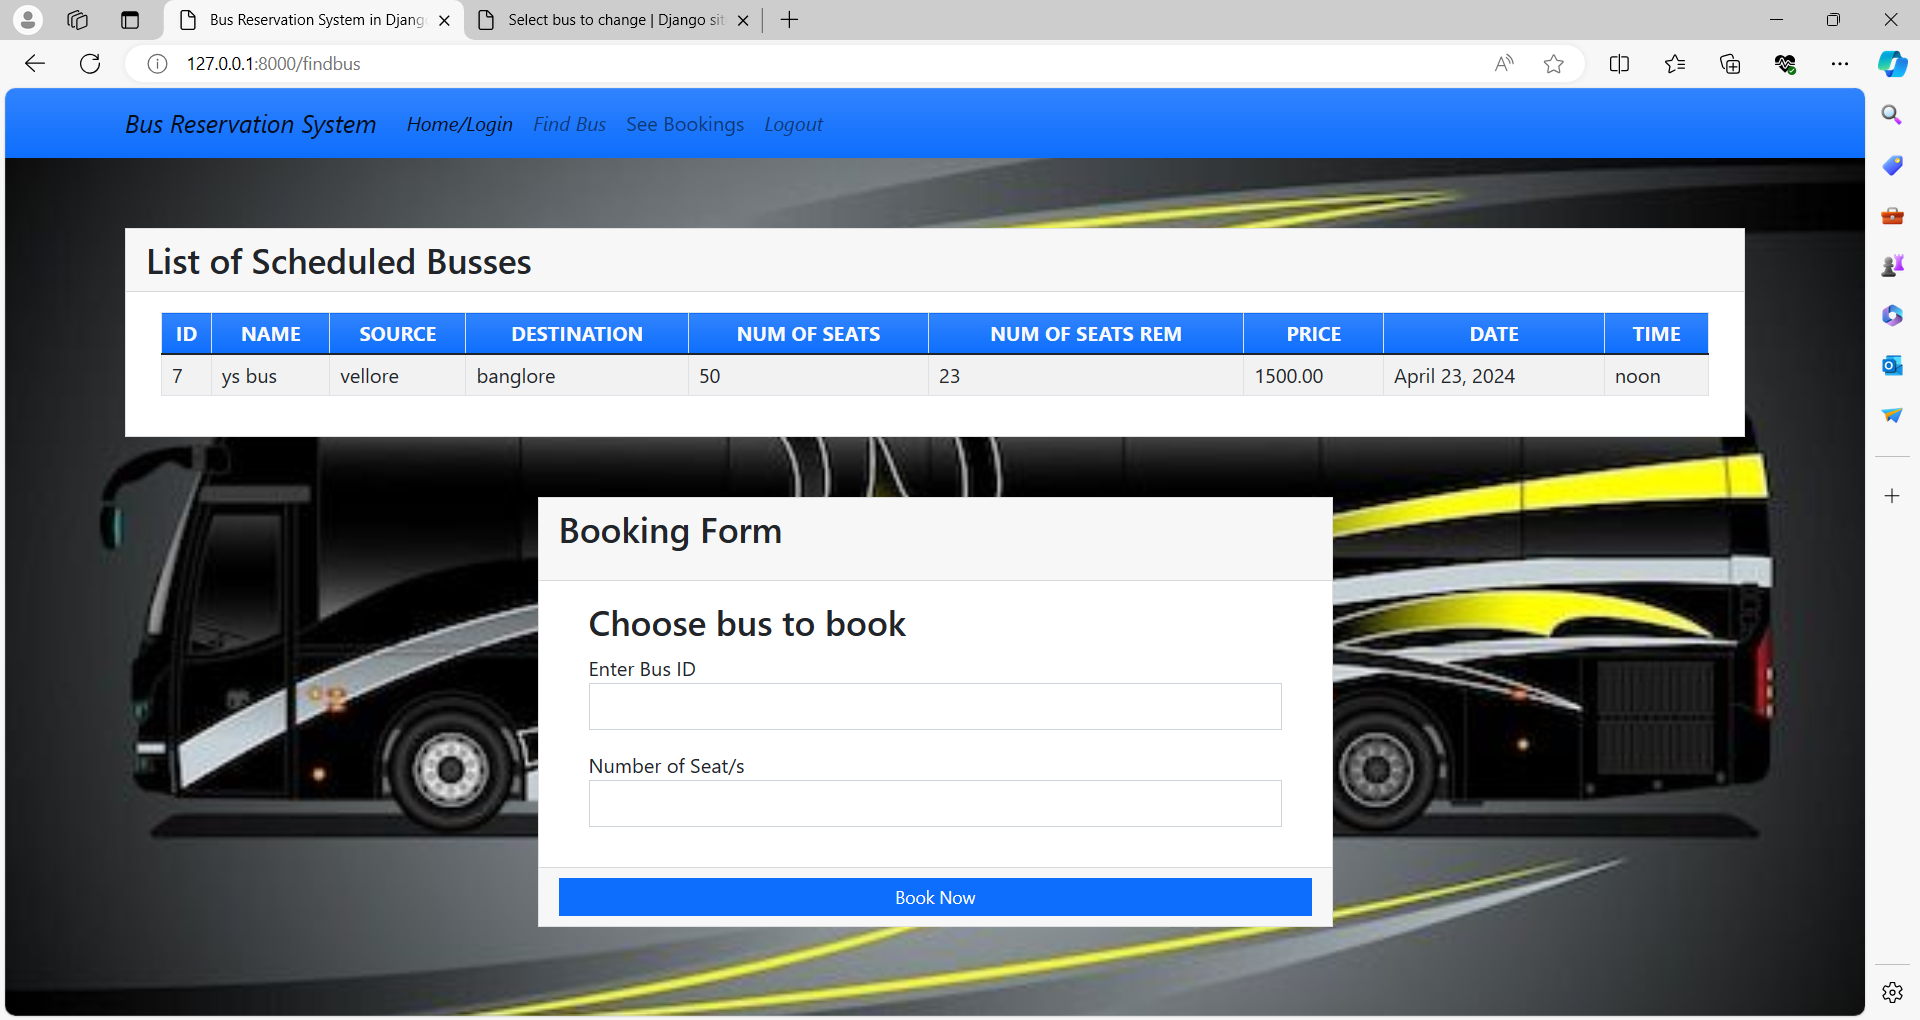 Bus Reservation System in Djang
Select bus to change | Django sit
127.0.0.1:8000/findbus
Bus Reservation System Home/Login Find Bus See Bookings Logout
List of Scheduled Busses
ID NAME SOURCE DESTINATION NUM OF SEATS NUM OF SEATS REM PRICE DATE TIME
7 ys bus vellore banglore 50 23 1500.00 April 23, 2024 noon
Booking Form
Choose bus to book
Enter Bus ID
Number of Seat/s
Book Now